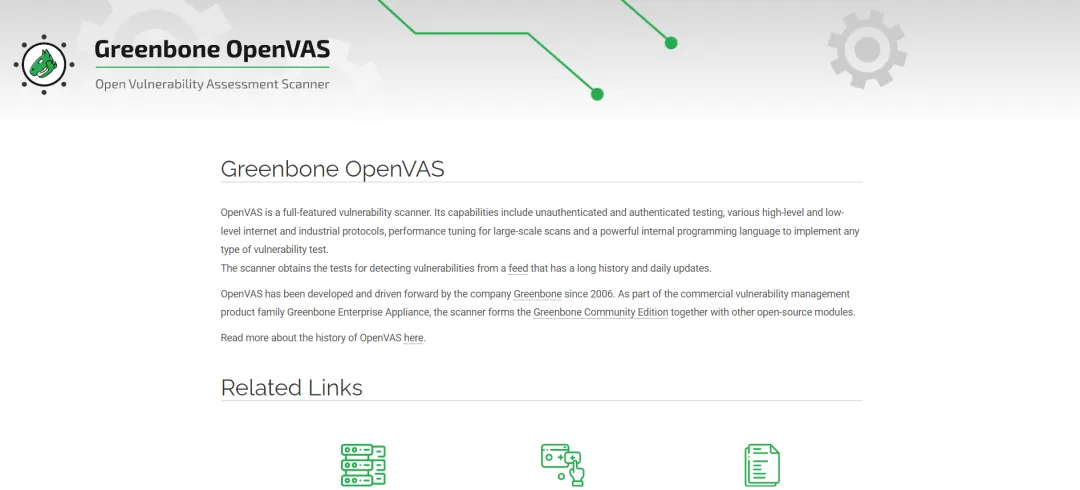 Greenbone OpenVAS
Open Vulnerability Assessment Scanner
Greenbone OpenVAS
OpenVAS is a full-featured vulnerability scanner. Its capabilities include unauthenticated and authenticated testing, various high-level and low-
level internet and industrial protocols, performance tuning for large-scale scans and a powerful internal programming language to implement any
type of vulnerability test.
The scanner obtains the tests for detecting vulnerabilities from a feed that has a long history and daily updates.
OpenVAS has been developed and driven forward by the company Greenbone since 2006. As part of the commercial vulnerability management
product family Greenbone Enterprise Appliance, the scanner forms the Greenbone Community Edition together with other open-source modules.
Read more about the history of OpenVAS here.
Related Links